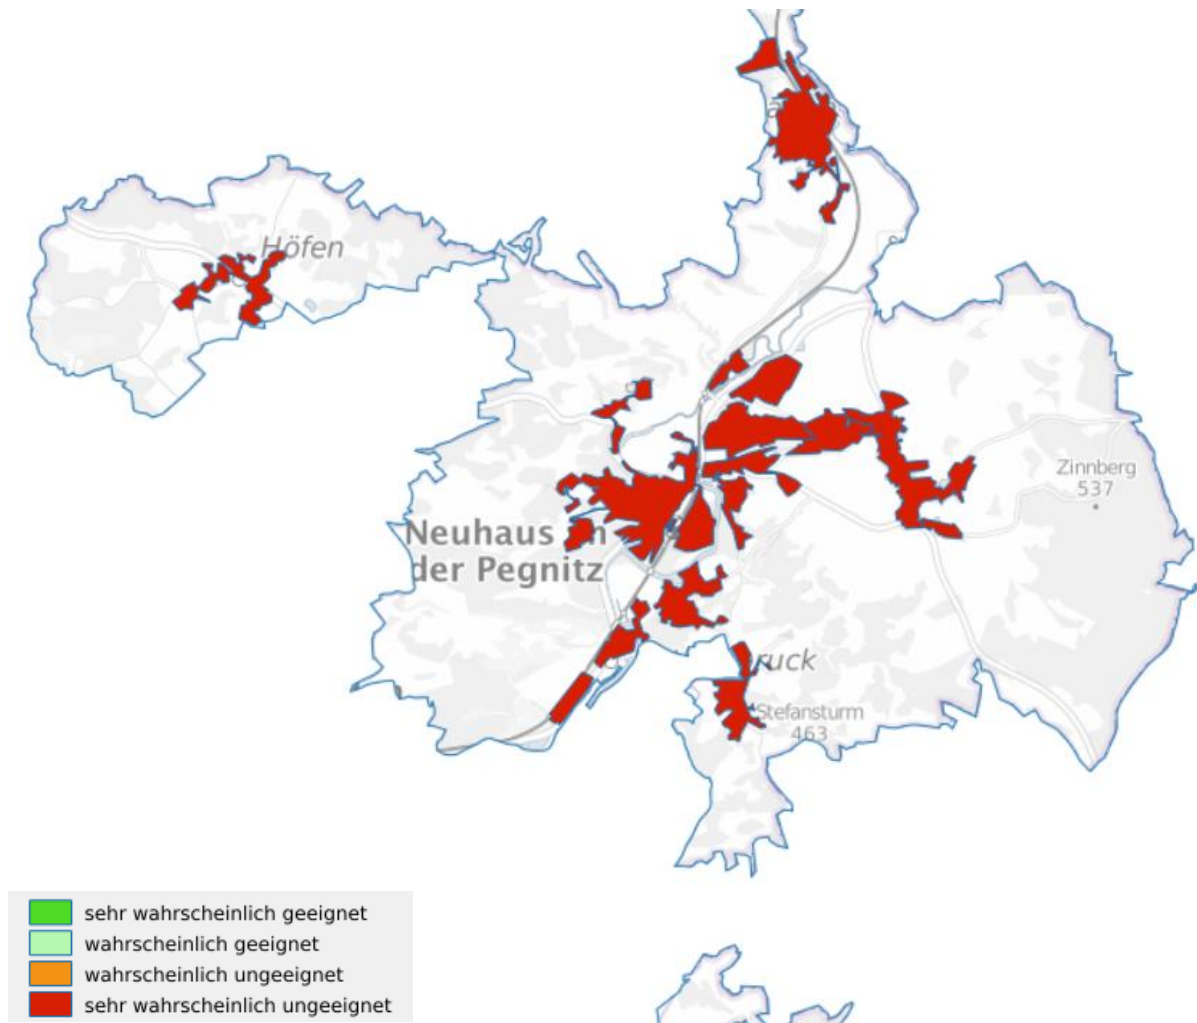 Höfen
Zinnberg
537
Neuhaus
der Pegnitz
ruck
Stefansturm
463
sehr wahrscheinlich geeignet
wahrscheinlich geeignet
wahrscheinlich ungeeignet
sehr wahrscheinlich ungeeignet